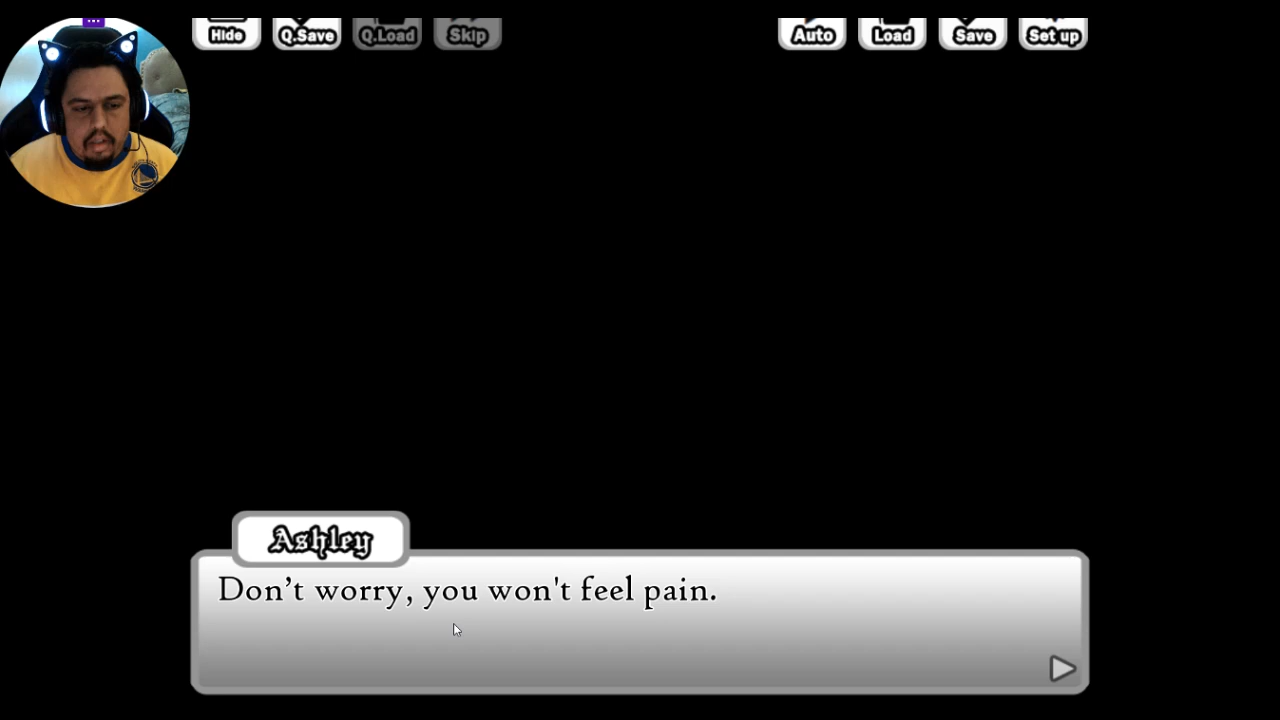 Hide Q.Save Q.Load Skip Auto Load Save Set up
Ashley
Don’t worry, you won't feel pain.